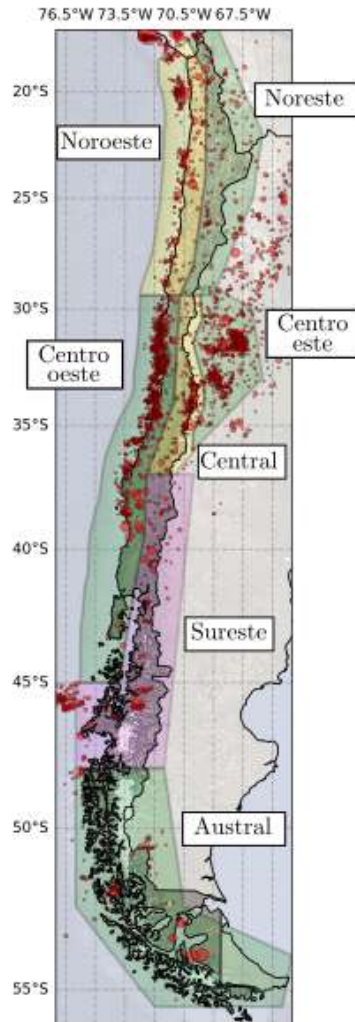 76.5°W 73.5°W 70.5°W 67.5°W
20°S
Noreste
Noroeste
25°S
30°S
Centro
este
Centro
oeste
35°S
Central
40°S
Sureste
45°S
50°S
Austral
55°S